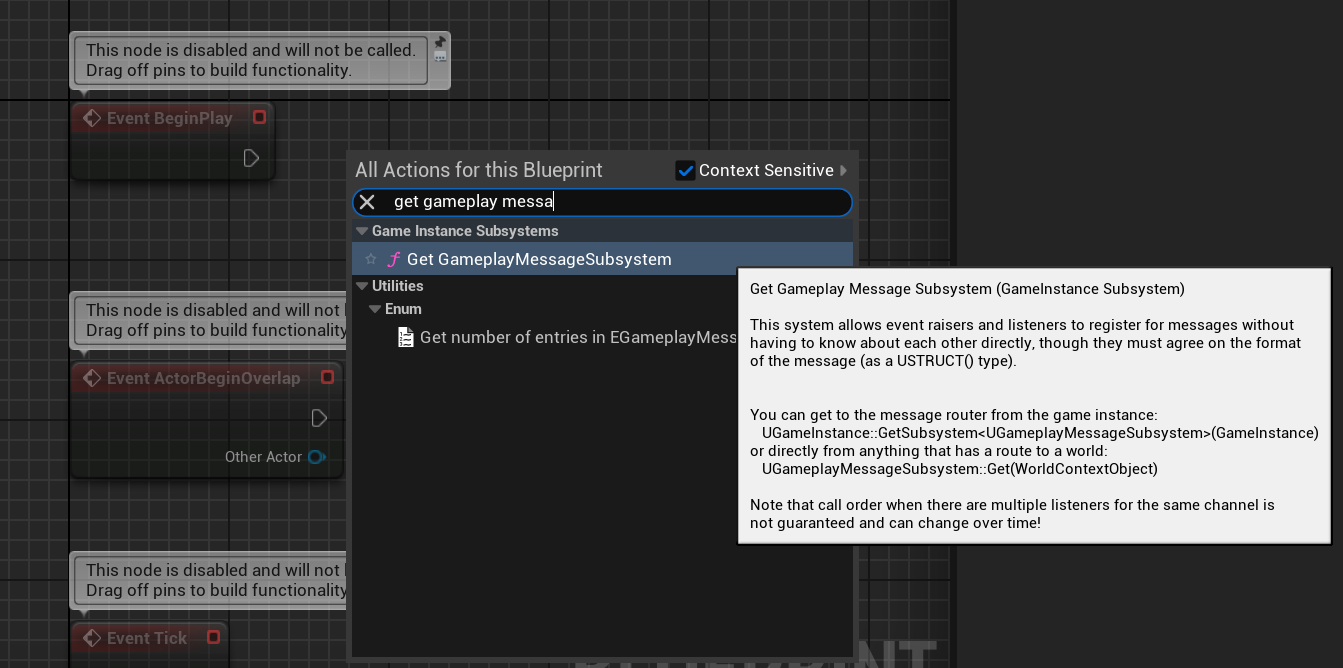 This node is disabled and will not be called.
Drag off pins to build functionality.
Event BeginPlay
All Actions for this Blueprint
Context Sensitive
get gameplay messa
Game Instance Subsystems
Get GameplayMessageSubsystem
Utilities
Enum
Get number of entries in EGameplayMess
Get Gameplay Message Subsystem (GameInstance Subsystem)
This system allows event raisers and listeners to register for messages without
having to know about each other directly, though they must agree on the format
of the message (as a USTRUCT() type).
You can get to the message router from the game instance:
UGameInstance::GetSubsystem<UGameplayMessageSubsystem>(GameInstance)
or directly from anything that has a route to a world:
UGameplayMessageSubsystem::Get(WorldContextObject)
Note that call order when there are multiple listeners for the same channel is
not guaranteed and can change over time!
This node is disabled and will not
Drag off pins to build functionality
Event ActorBeginOverlap
Other Actor
This node is disabled and will not
Drag off pins to build functionality
Event Tick
BLUEPRINT